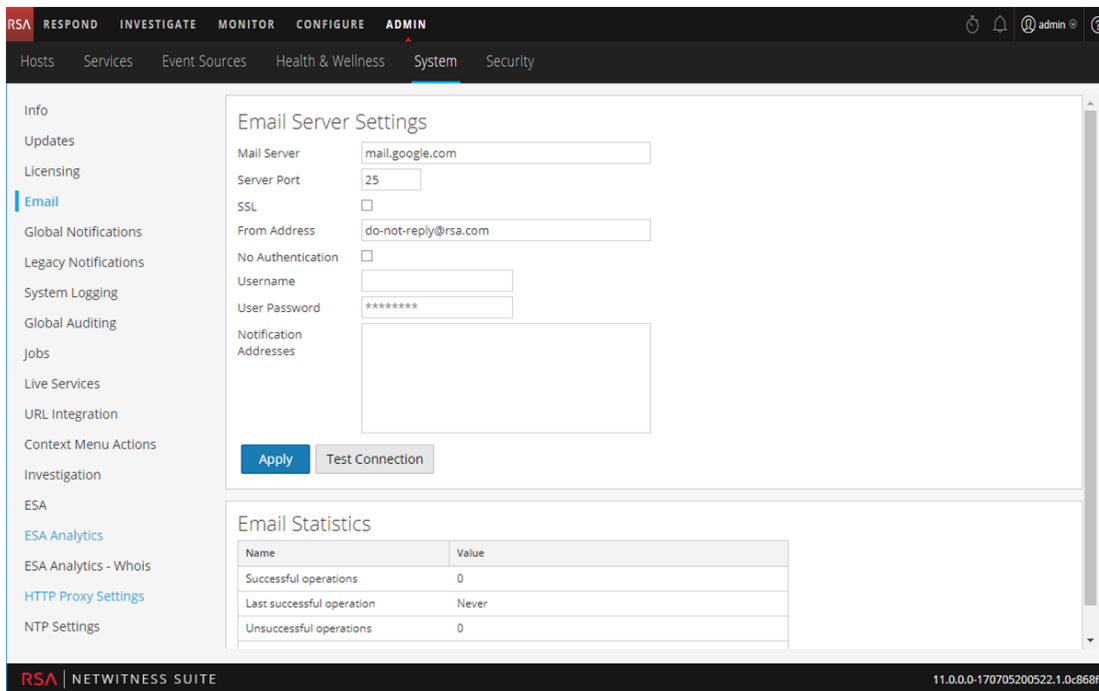 RSA RESPOND INVESTIGATE MONITOR CONFIGURE ADMIN admin
Hosts Services Event Sources Health & Wellness System Security
Info
Updates
Licensing
Email
Global Notifications
Legacy Notifications
System Logging
Global Auditing
Jobs
Live Services
URL Integration
Context Menu Actions
Investigation
ESA
ESA Analytics
ESA Analytics - Whois
HTTP Proxy Settings
NTP Settings
Email Server Settings
Mail Server mail.google.com
Server Port 25
SSL
From Address do-not-reply@rsa.com
No Authentication
Username
User Password ********
Notification
Addresses
Apply Test Connection
Email Statistics
Name Value
Successful operations 0
Last successful operation Never
Unsuccessful operations 0
RSA | NETWITNESS SUITE 11.0.0.0-170705200522.1.0c868f